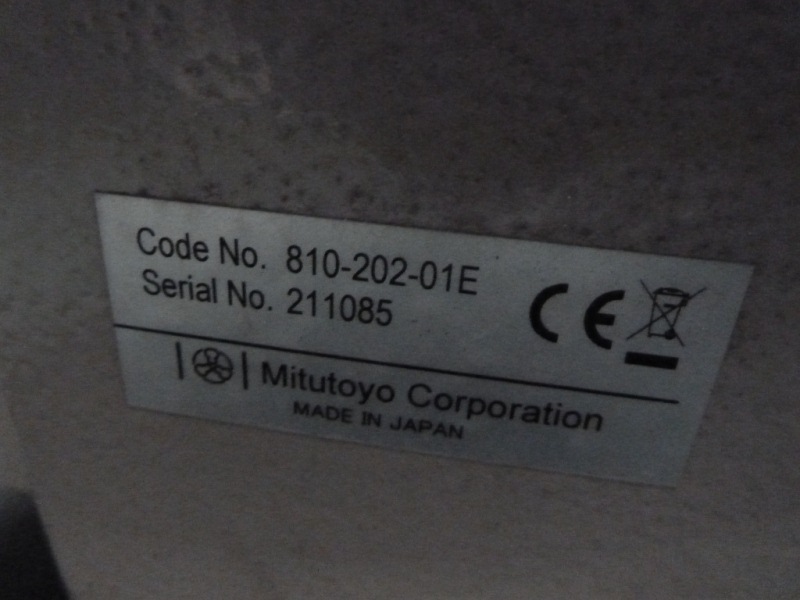 Code No. 810-202-01E
Serial No. 211085
CE
Mitutoyo Corporation
MADE IN JAPAN